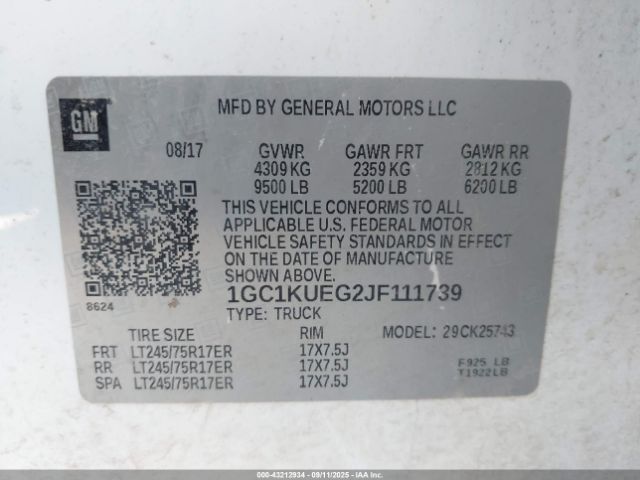 GM
MFD BY GENERAL MOTORS LLC
08/17 GVWR GAWR FRT GAWR RR
4309 KG 2359 KG 2812 KG
9500 LB 5200 LB 6200 LB
THIS VEHICLE CONFORMS TO ALL
APPLICABLE U.S. FEDERAL MOTOR
VEHICLE SAFETY STANDARDS IN EFFECT
ON THE DATE OF MANUFACTURE
SHOWN ABOVE.
8624
1GC1KUEG2JF111739
TYPE: TRUCK
TIRE SIZE RIM MODEL: 29CK25743
FRT LT245/75R17ER 17X7.5J
RR LT245/75R17ER 17X7.5J
SPA LT245/75R17ER 17X7.5J
F925 LB
T1922LB
000-43212934 - 09/11/2025 - IAAI.COM